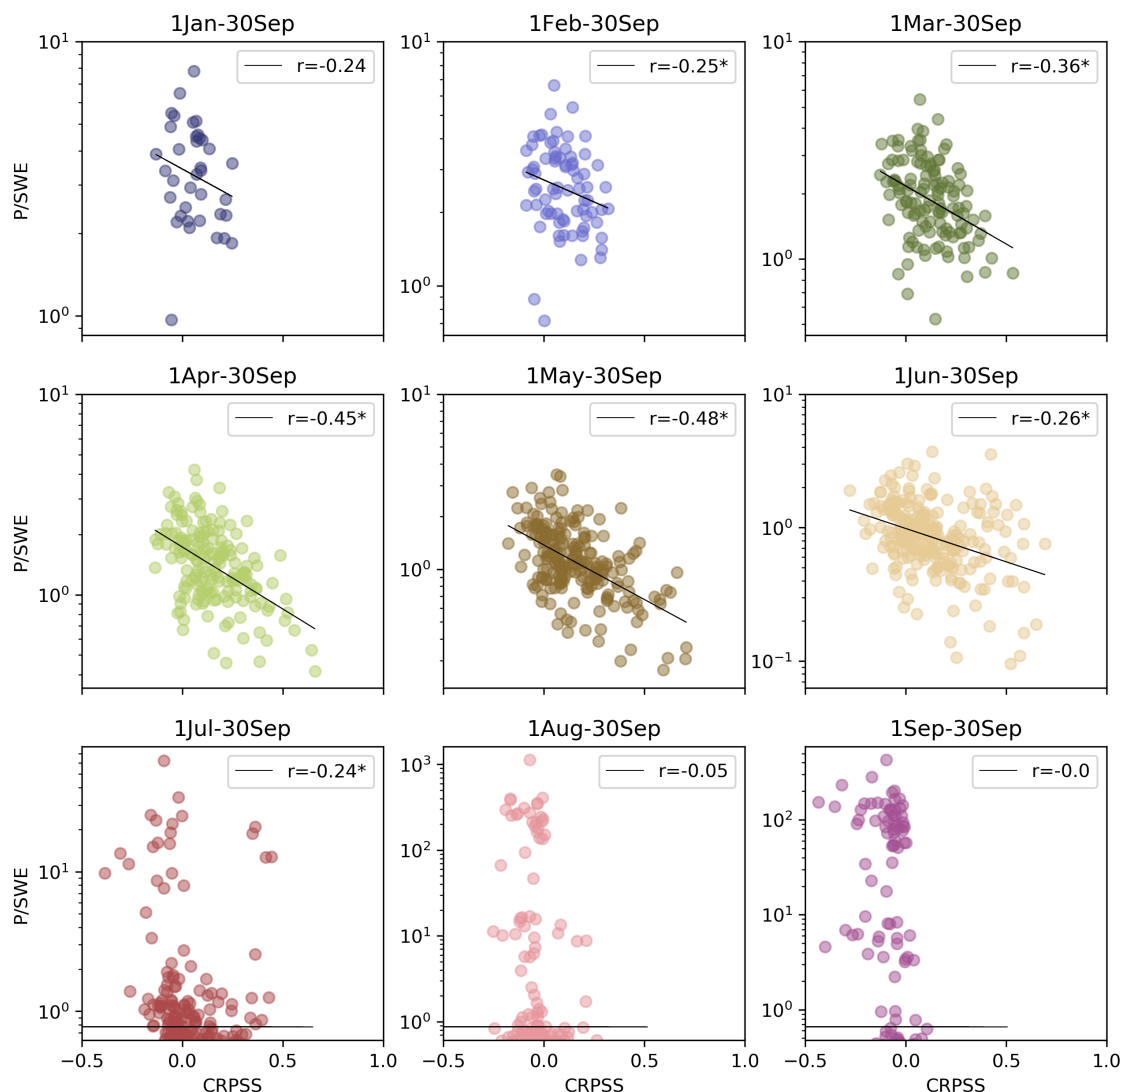 1Jan-30Sep 1Feb-30Sep 1Mar-30Sep
10¹ 10¹ 10¹
r=-0.24 r=-0.25* r=-0.36*
P/SWE
10⁰ 10⁰ 10⁰
1Apr-30Sep 1May-30Sep 1Jun-30Sep
10¹ 10¹ 10¹
r=-0.45* r=-0.48* r=-0.26*
P/SWE
10⁰ 10⁰ 10⁰
10⁻¹
1Jul-30Sep 1Aug-30Sep 1Sep-30Sep
r=-0.24* r=-0.05 r=-0.0
10³
10² 10²
P/SWE
10¹ 10¹ 10¹
10⁰ 10⁰ 10⁰
−0.5 0.0 0.5 1.0 −0.5 0.0 0.5 1.0 −0.5 0.0 0.5 1.0
CRPSS CRPSS CRPSS